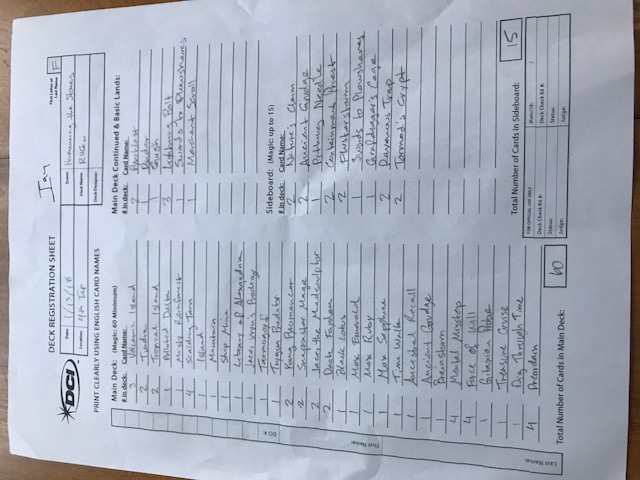 DECK REGISTRATION SHEET
Ian
First Letter of Last Name F
DCI
Date: 1/13/18
Event: Homecoming the Stones
Location: 4th Tap
Deck Name: RUGw
Deck Designer:
PRINT CLEARLY USING ENGLISH CARD NAMES
Main Deck: (Magic: 60 Minimum)
# in deck: Card Name:
3 Volcanic Island
2 Tundra
2 Tropical Island
1 Polluted Delta
1 Misty Rainforest
4 Scalding Tarn
1 Island
1 Mountain
1 Strip Mine
1 Library of Alexandria
1 Jace, Vryn's Prodigy
1 Tarmogoyf
1 Trygon Predator
2 Young Pyromancer
2 Snapcaster Mage
2 Jace, the Mindsculptor
2 Dack Fayden
1 Black Lotus
1 Mox Emerald
1 Mox Ruby
1 Mox Sapphire
1 Time Walk
1 Ancestral Recall
1 Ancient Grudge
1 Brainstorm
4 Mental Misstep
4 Force of Will
1 Gitaxian Probe
1 Treasure Cruise
1 Dig Through Time
4 Preordain
Total Number of Cards in Main Deck: 60
Main Deck Continued & Basic Lands:
# in deck: Card Name:
2 Pyroblast
1 Ponder
1 Gush
3 Lightning Bolt
1 Swords to Plowshares
1 Merchant Scroll
Sideboard: (Magic: up to 15)
# in deck: Card Name:
2 Nature's Claim
2 Ancient Grudge
1 Pithing Needle
2 Containment Priest
2 Flusterstorm
1 Swords to Plowshares
1 Grafdigger's Cage
2 Ravenous Trap
2 Tormod's Crypt
Total Number of Cards in Sideboard: 15
FOR OFFICIAL USE ONLY
Main/SB: /
Deck Check Rd #:
Deck Check Rd #:
Status:
Status:
Judge:
Judge:
DCI #:
First Name:
Last Name: